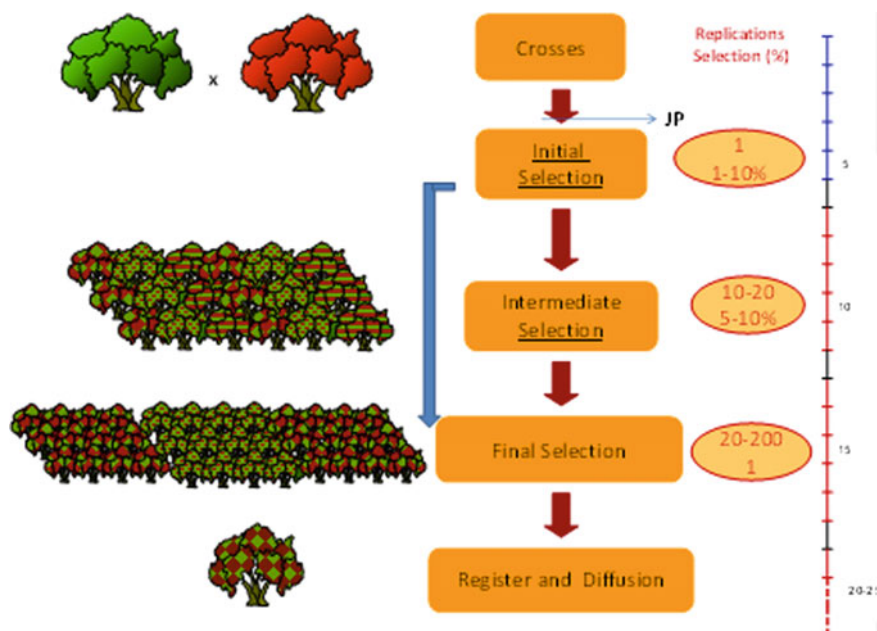 x
Crosses
Replications
Selection (%)
JP
Initial
Selection
1
1-10%
5
Intermediate
Selection
10-20
5-10%
10
Final Selection
20-200
1
15
Register and Diffusion